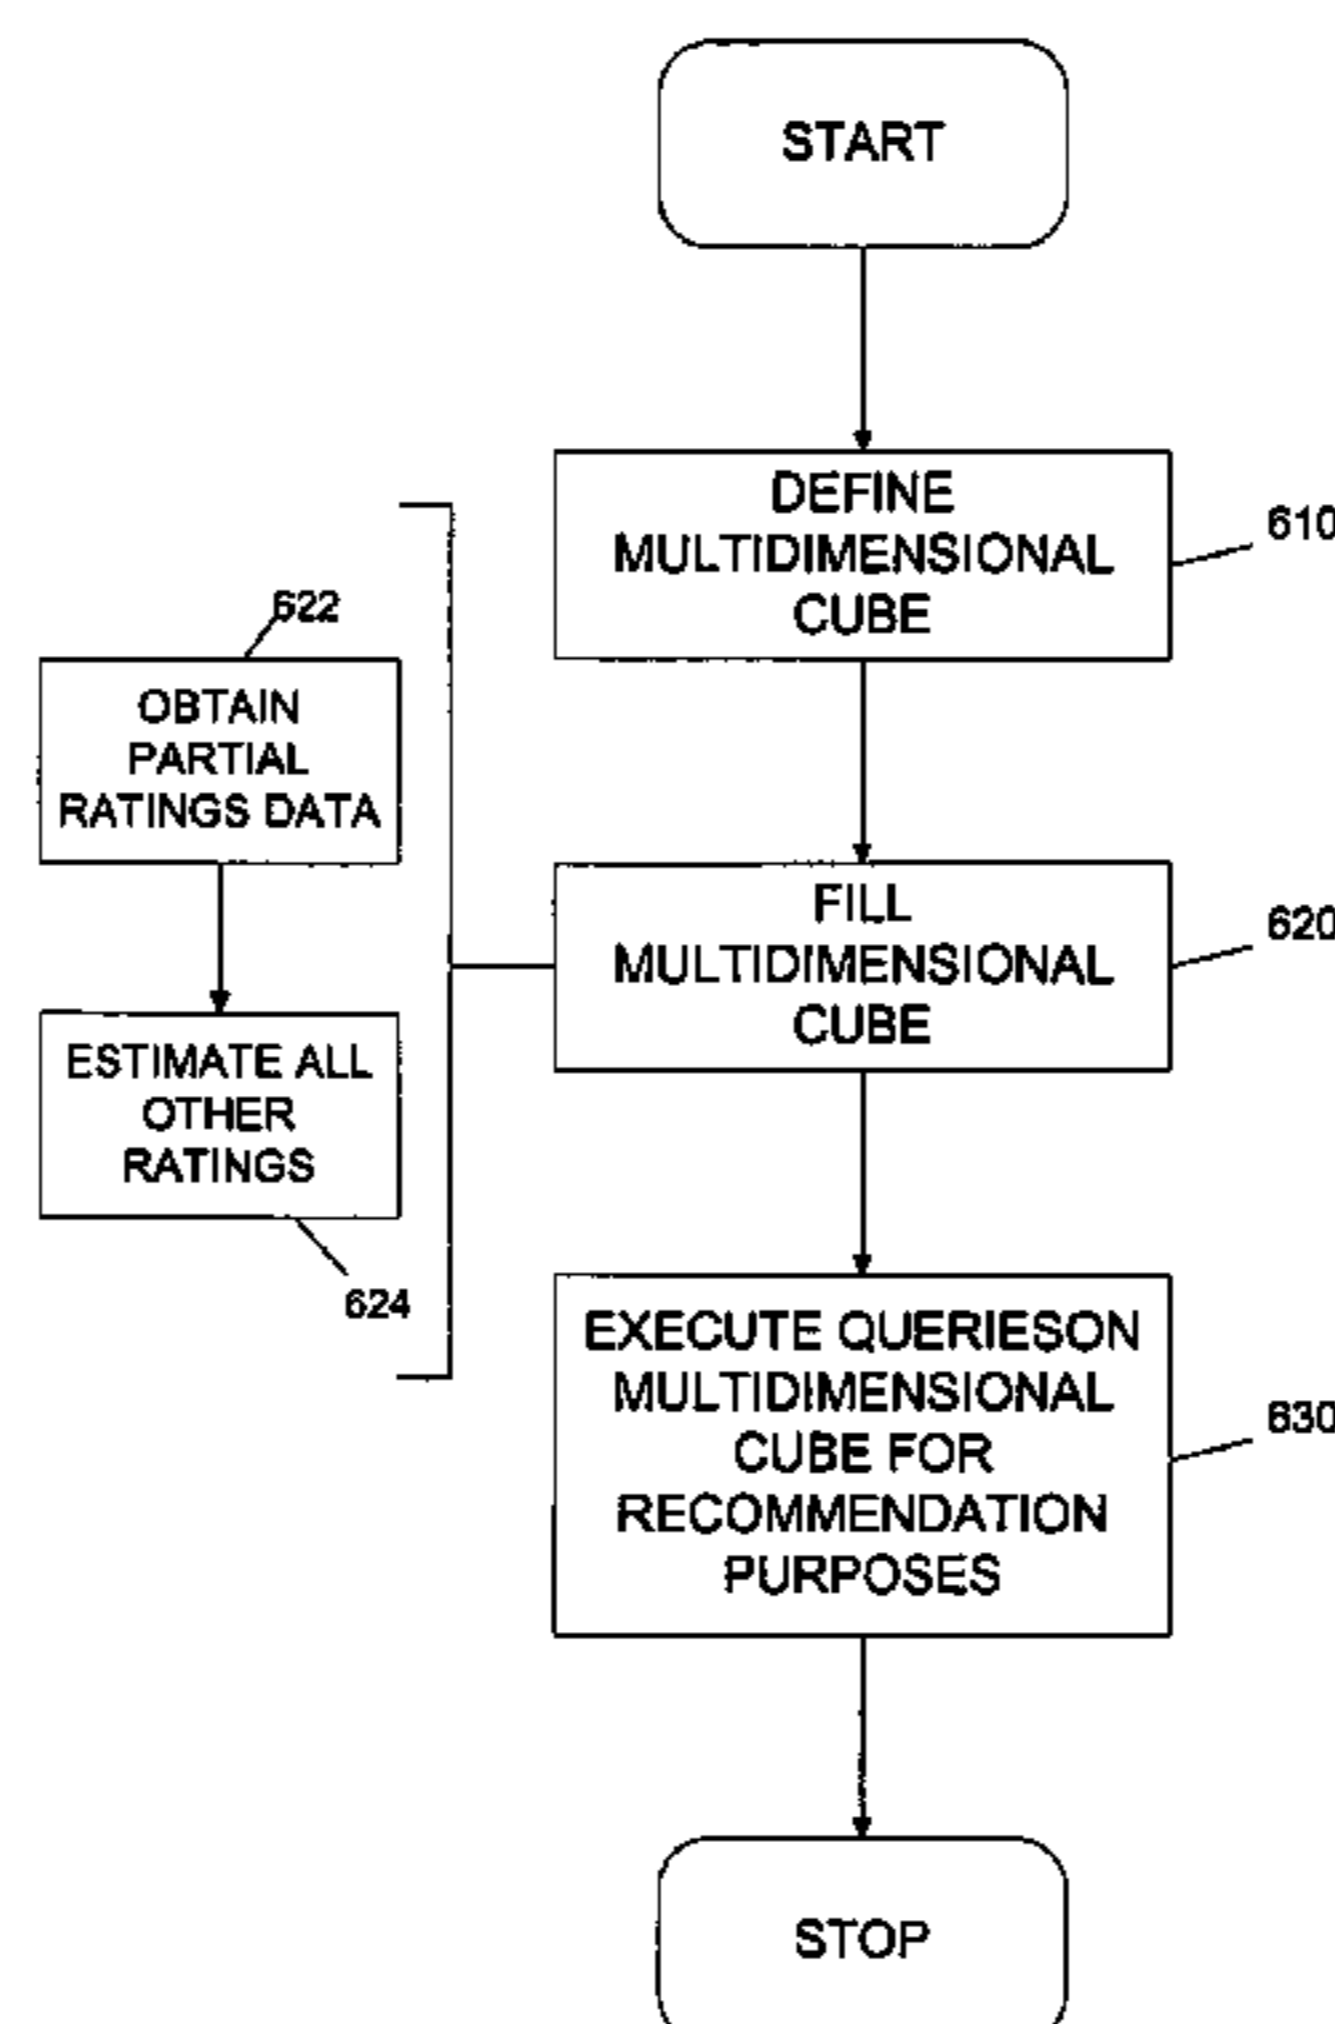 START
DEFINE
MULTIDIMENSIONAL
CUBE
610
622
OBTAIN
PARTIAL
RATINGS DATA
FILL
MULTIDIMENSIONAL
CUBE
620
ESTIMATE ALL
OTHER
RATINGS
624
EXECUTE QUERIESON
MULTIDIMENSIONAL
CUBE FOR
RECOMMENDATION
PURPOSES
630
STOP